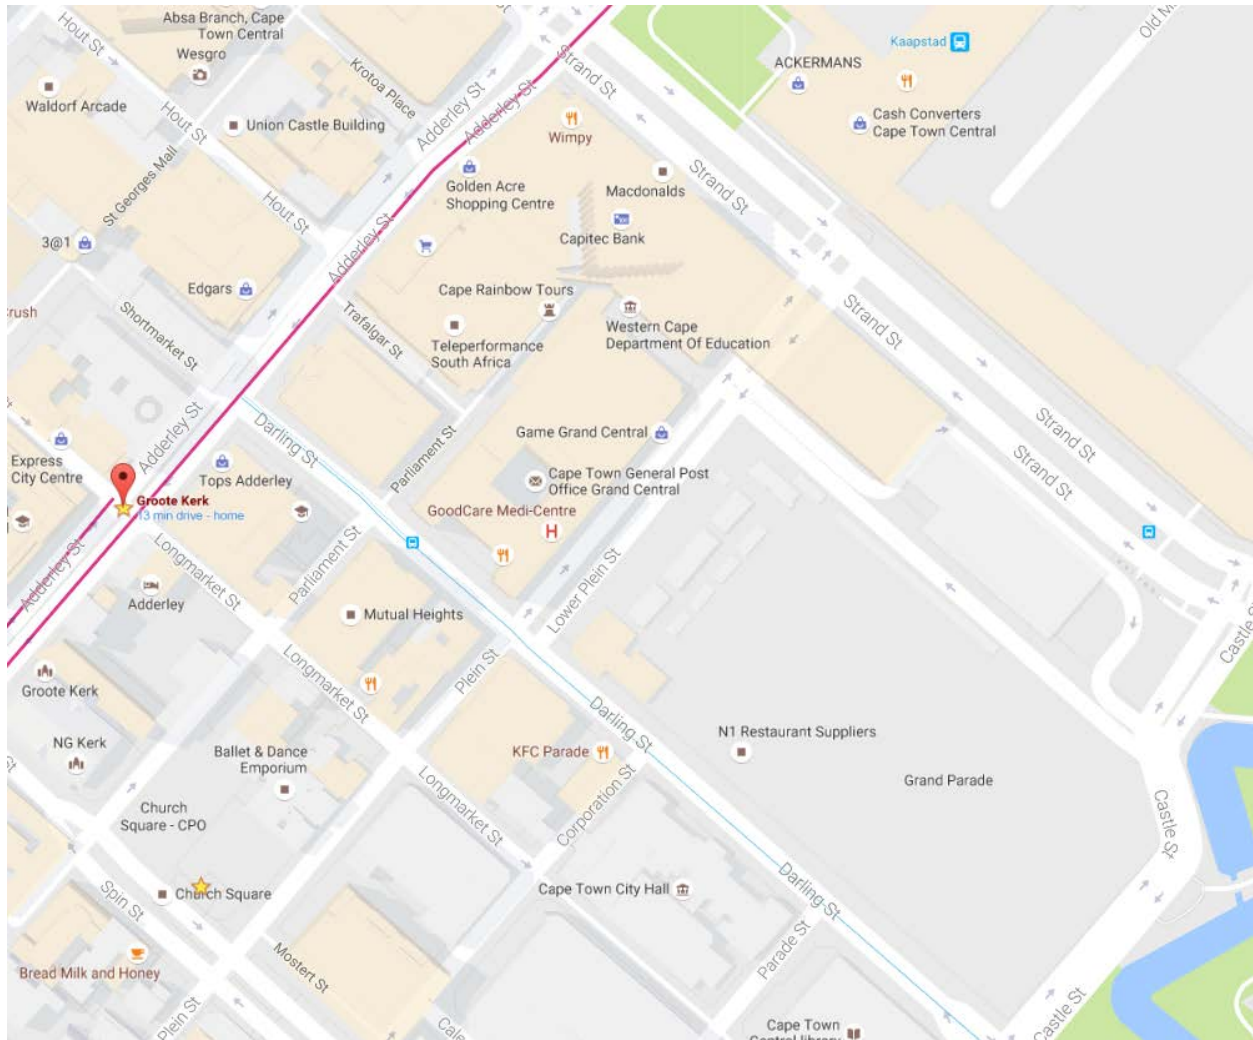 Hout St
Absa Branch, Cape
Town Central
Wesgro
Krotoa Place
Adderley St
Adderley St
Strand St
Kaapstad
Old M
ACKERMANS
Waldorf Arcade
Hout St
Union Castle Building
Wimpy
Cash Converters
Cape Town Central
St Georges Mall
Golden Acre
Shopping Centre
Macdonalds
Strand St
Hout St
Adderley St
Capitec Bank
3@1
Edgars
Cape Rainbow Tours
rush
Shortmarket St
Trafalgar St
Teleperformance
South Africa
Western Cape
Department Of Education
Strand St
Adderley St
Darling St
Parliament St
Game Grand Central
Strand St
Strand St
Express
City Centre
Tops Adderley
Cape Town General Post
Office Grand Central
Groote Kerk
13 min drive - home
GoodCare Medi-Centre
H
Adderley St
Longmarket St
Parliament St
Lower Plein St
Adderley
Mutual Heights
Castle S
Groote Kerk
Longmarket St
Plein St
Darling St
NG Kerk
Ballet & Dance
Emporium
KFC Parade
N1 Restaurant Suppliers
Grand Parade
St
Church
Square - CPO
Longmarket St
Corporation St
Castle St
Church Square
Spin St
Cape Town City Hall
Darling St
Bread Milk and Honey
Mostert St
Parade St
Plein St
Cale
Cape Town
Central library
Castle St